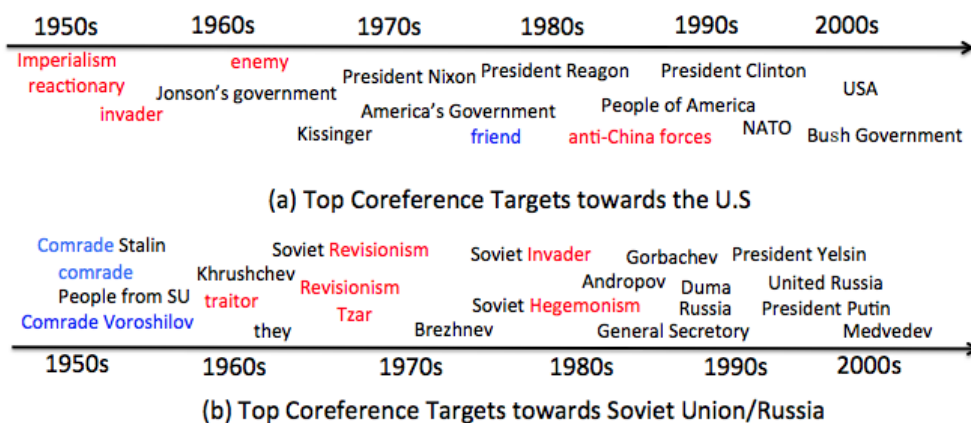 1950s 1960s 1970s 1980s 1990s 2000s
Imperialism enemy
reactionary President Nixon President Reagon President Clinton
Jonson's government USA
invader America's Government People of America
Kissinger friend anti-China forces NATO Bush Government
(a) Top Coreference Targets towards the U.S
Comrade Stalin Soviet Revisionism Soviet Invader Gorbachev President Yelsin
comrade Khrushchev Andropov Duma United Russia
People from SU traitor Revisionism Soviet Hegemonism Russia President Putin
Comrade Voroshilov Tzar
they Brezhnev General Secretory Medvedev
1950s 1960s 1970s 1980s 1990s 2000s
(b) Top Coreference Targets towards Soviet Union/Russia